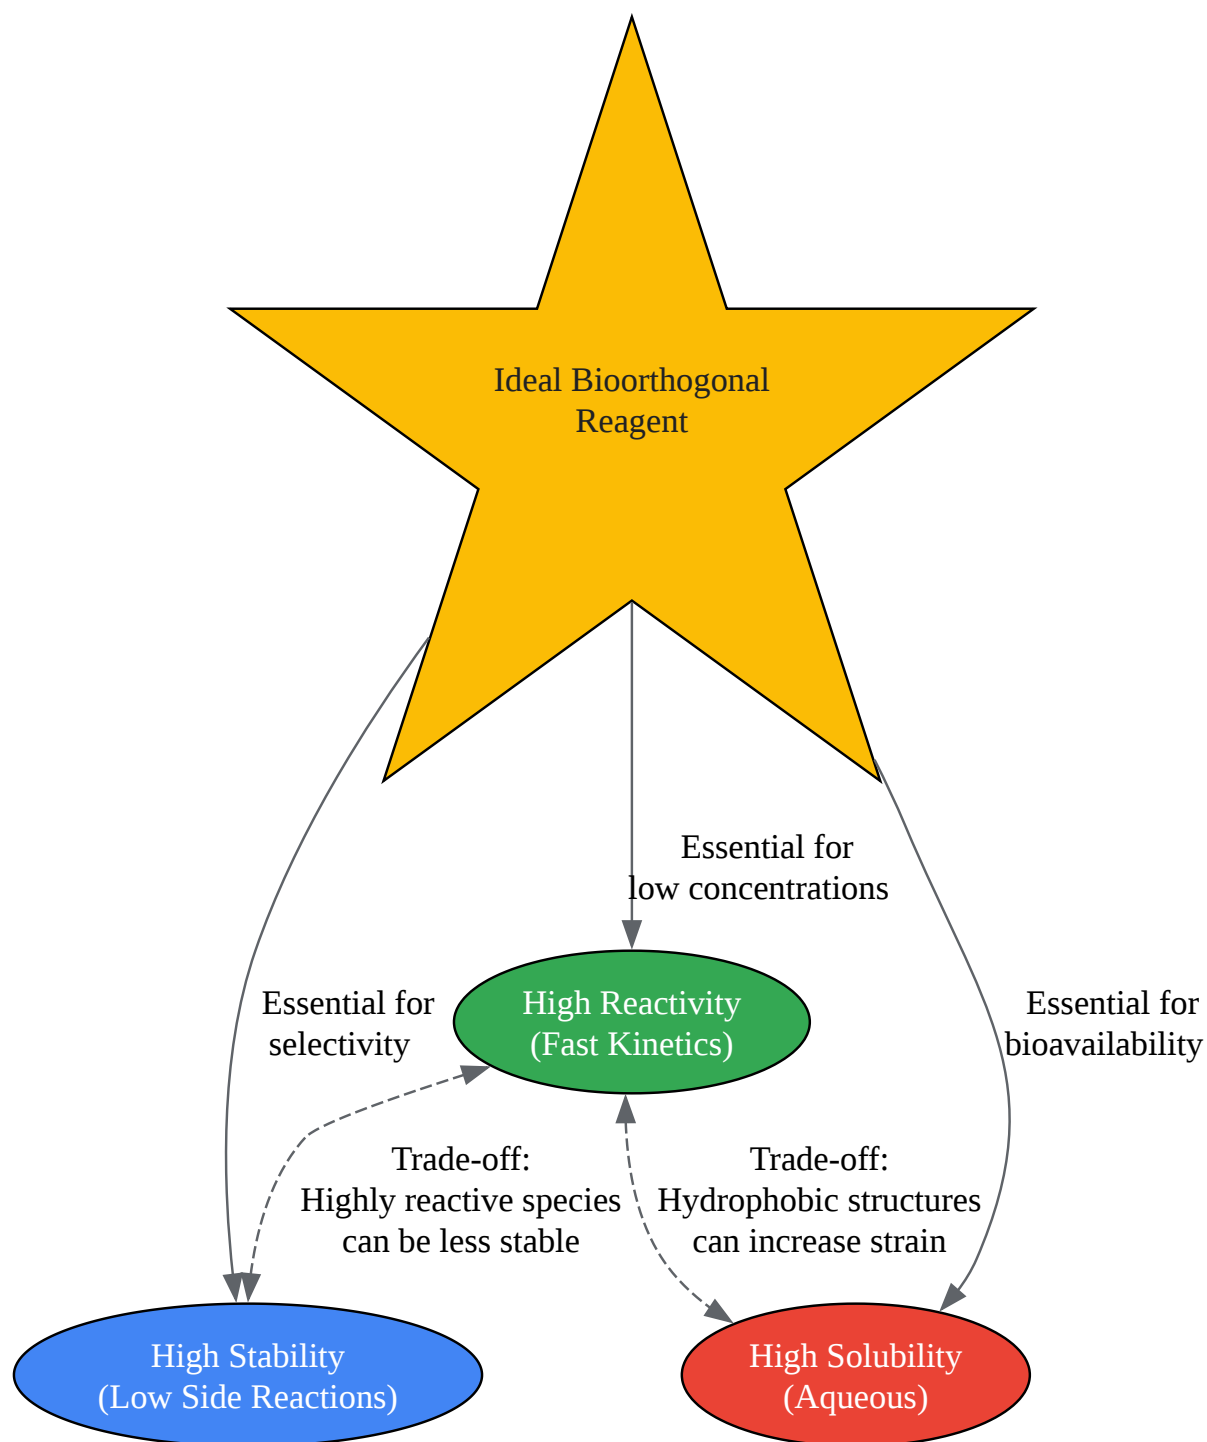 Ideal Bioorthogonal
Reagent
Essential for
low concentrations
High Reactivity
(Fast Kinetics)
Essential for
selectivity
Essential for
bioavailability
Trade-off:
Highly reactive species
can be less stable
Trade-off:
Hydrophobic structures
can increase strain
High Stability
(Low Side Reactions)
High Solubility
(Aqueous)